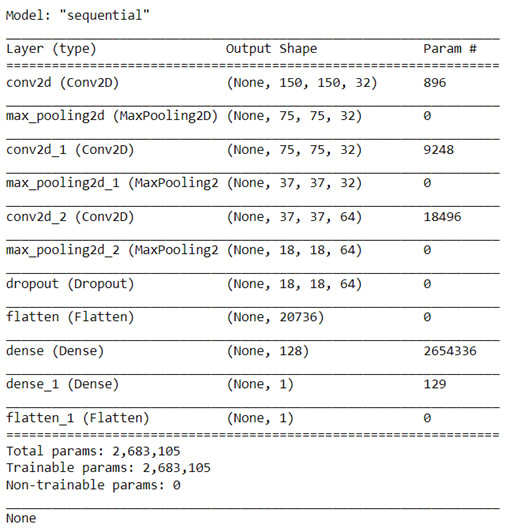 Model: "sequential"
Layer (type) Output Shape Param #
conv2d (Conv2D) (None, 150, 150, 32) 896
max_pooling2d (MaxPooling2D) (None, 75, 75, 32) 0
conv2d_1 (Conv2D) (None, 75, 75, 32) 9248
max_pooling2d_1 (MaxPooling2 (None, 37, 37, 32) 0
conv2d_2 (Conv2D) (None, 37, 37, 64) 18496
max_pooling2d_2 (MaxPooling2 (None, 18, 18, 64) 0
dropout (Dropout) (None, 18, 18, 64) 0
flatten (Flatten) (None, 20736) 0
dense (Dense) (None, 128) 2654336
dense_1 (Dense) (None, 1) 129
flatten_1 (Flatten) (None, 1) 0
Total params: 2,683,105
Trainable params: 2,683,105
Non-trainable params: 0
None